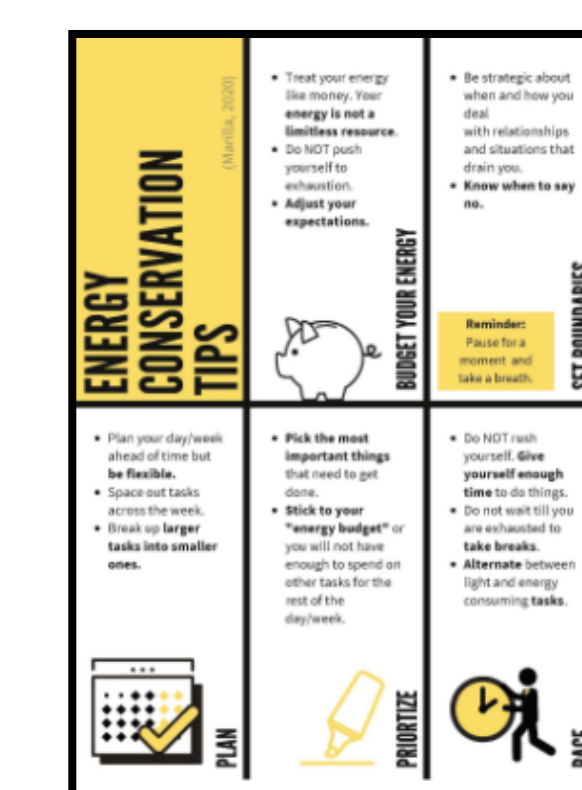 ENERGY
CONSERVATION
TIPS
(Marilla, 2020)
• Treat your energy
like money. Your
energy is not a
limitless resource.
• Do NOT push
yourself to
exhaustion.
• Adjust your
expectations.
BUDGET YOUR ENERGY
• Be strategic about
when and how you
deal
with relationships
and situations that
drain you.
• Know when to say
no.
Reminder:
Pause for a
moment and
take a breath.
SET BOUNDARIES
• Plan your day/week
ahead of time but
be flexible.
• Space out tasks
across the week.
• Break up larger
tasks into smaller
ones.
PLAN
• Pick the most
important things
that need to get
done.
• Stick to your
"energy budget" or
you will not have
enough to spend on
other tasks for the
rest of the
day/week.
PRIORITIZE
• Do NOT rush
yourself. Give
yourself enough
time to do things.
• Do not wait till you
are exhausted to
take breaks.
• Alternate between
light and energy
consuming tasks.
PACE